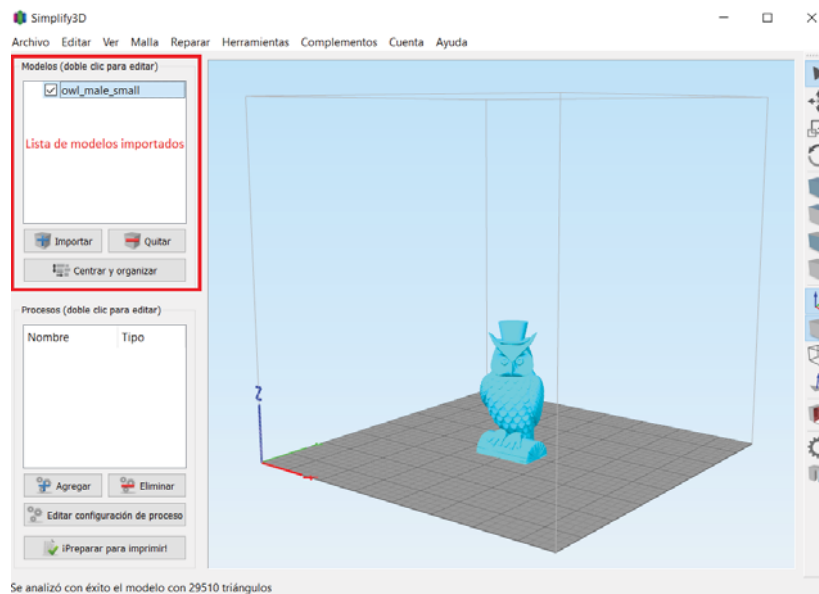 Simplify3D
Archivo Editar Ver Malla Reparar Herramientas Complementos Cuenta Ayuda
Modelos (doble clic para editar)
owl_male_small
Lista de modelos importados
Importar Quitar
Centrar y organizar
Procesos (doble clic para editar)
Nombre Tipo
Agregar Eliminar
Editar configuración de proceso
¡Preparar para imprimir!
Se analizó con éxito el modelo con 29510 triángulos
Z